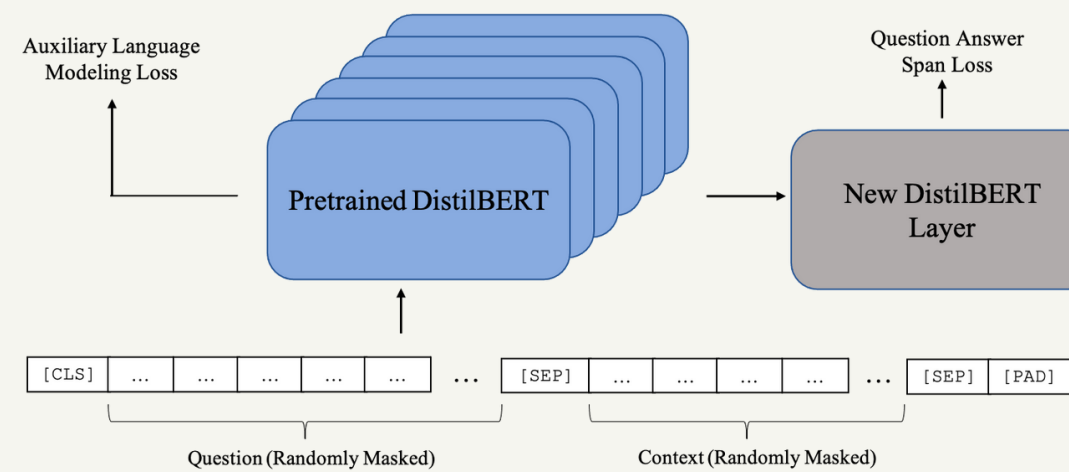 Auxiliary Language
Modeling Loss
Question Answer
Span Loss
Pretrained DistilBERT
New DistilBERT
Layer
[CLS] ... ... ... ... ... ... [SEP] ... ... ... ... ... [SEP] [PAD]
Question (Randomly Masked)
Context (Randomly Masked)